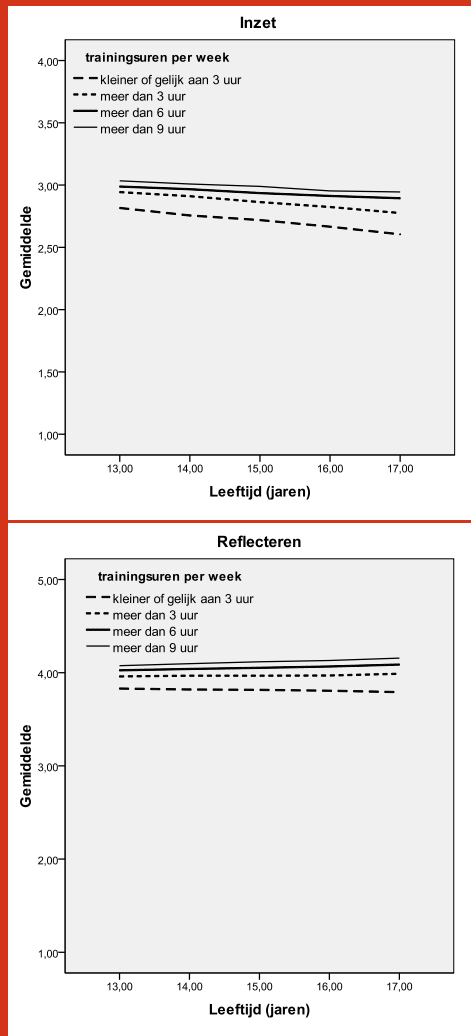 Inzet
trainingsuren per week
kleiner of gelijk aan 3 uur
meer dan 3 uur
meer dan 6 uur
meer dan 9 uur
4,00
3,50
3,00
2,50
2,00
1,50
1,00
Gemiddelde
13,00 14,00 15,00 16,00 17,00
Leeftijd (jaren)
Reflecteren
trainingsuren per week
kleiner of gelijk aan 3 uur
meer dan 3 uur
meer dan 6 uur
meer dan 9 uur
5,00
4,00
3,00
2,00
1,00
Gemiddelde
13,00 14,00 15,00 16,00 17,00
Leeftijd (jaren)